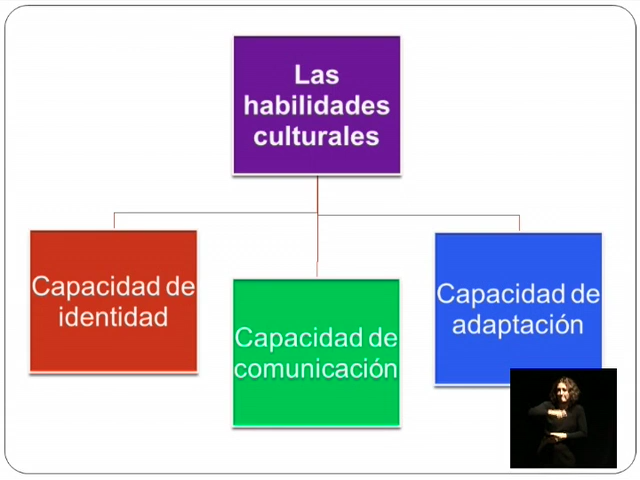 Las
habilidades
culturales
Capacidad de
identidad
Capacidad de
comunicación
Capacidad de
adaptación